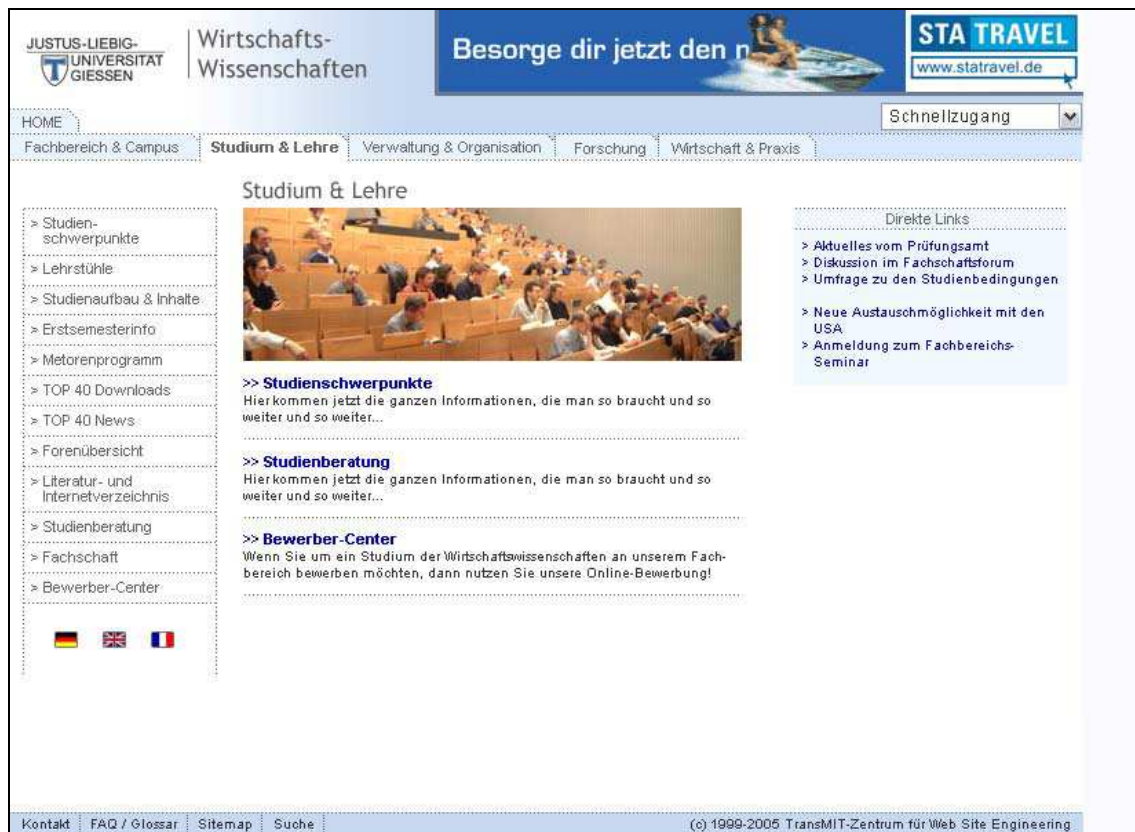 JUSTUS-LIEBIG-
UNIVERSITAT
GIESSEN
Wirtschafts-
Wissenschaften
Besorge dir jetzt den n
STA TRAVEL
www.statravel.de
HOME
Schnellzugang
Fachbereich & Campus
Studium & Lehre
Verwaltung & Organisation
Forschung
Wirtschaft & Praxis
Studium & Lehre
> Studien-
schwerpunkte
> Lehrstühle
> Studienaufbau & Inhalte
> Erstsemesterinfo
> Metorenprogramm
> TOP 40 Downloads
> TOP 40 News
> Forenübersicht
> Literatur- und
Internetverzeichnis
> Studienberatung
> Fachschaft
> Bewerber-Center
>> Studienschwerpunkte
Hier kommen jetzt die ganzen Informationen, die man so braucht und so
weiter und so weiter...
>> Studienberatung
Hier kommen jetzt die ganzen Informationen, die man so braucht und so
weiter und so weiter...
>> Bewerber-Center
Wenn Sie um ein Studium der Wirtschaftswissenschaften an unserem Fach-
bereich bewerben möchten, dann nutzen Sie unsere Online-Bewerbung!
Direkte Links
> Aktuelles vom Prüfungsamt
> Diskussion im Fachschaftsforum
> Umfrage zu den Studienbedingungen
> Neue Austauschmöglichkeit mit den
USA
> Anmeldung zum Fachbereichs-
Seminar
Kontakt
FAQ / Glossar
Sitemap
Suche
(c) 1999-2005 TransMIT-Zentrum für Web Site Engineering